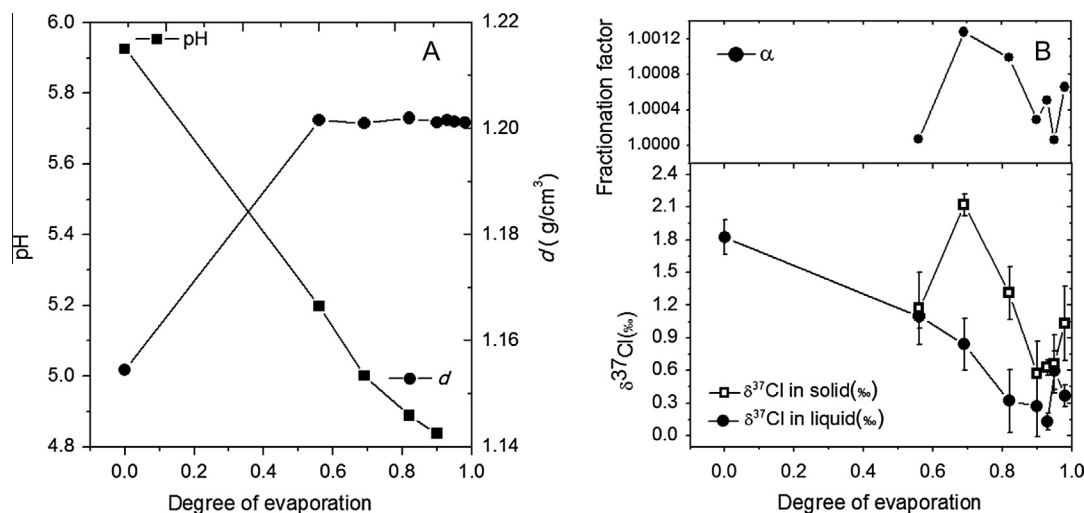 A
pH
6.0
5.8
5.6
5.4
5.2
5.0
4.8
pH
1.22
1.20
1.18
1.16
1.14
d ( g/cm³)
d
0.0
0.2
0.4
0.6
0.8
1.0
Degree of evaporation
B
α
1.0012
1.0008
1.0004
1.0000
Fractionation factor
2.4
2.1
1.8
1.5
1.2
0.9
0.6
0.3
0.0
δ³⁷Cl(‰)
δ³⁷Cl in solid(‰)
δ³⁷Cl in liquid(‰)
0.0
0.2
0.4
0.6
0.8
1.0
Degree of evaporation